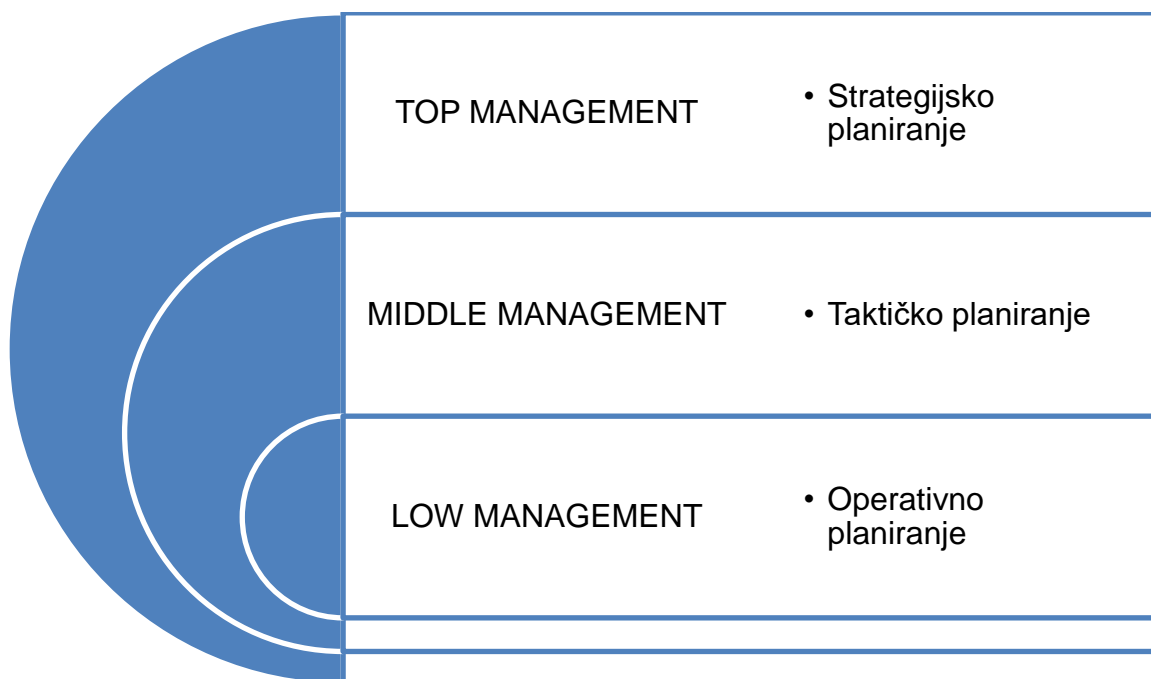 TOP MANAGEMENT
• Strategijsko
planiranje
MIDDLE MANAGEMENT
• Taktičko planiranje
LOW MANAGEMENT
• Operativno
planiranje